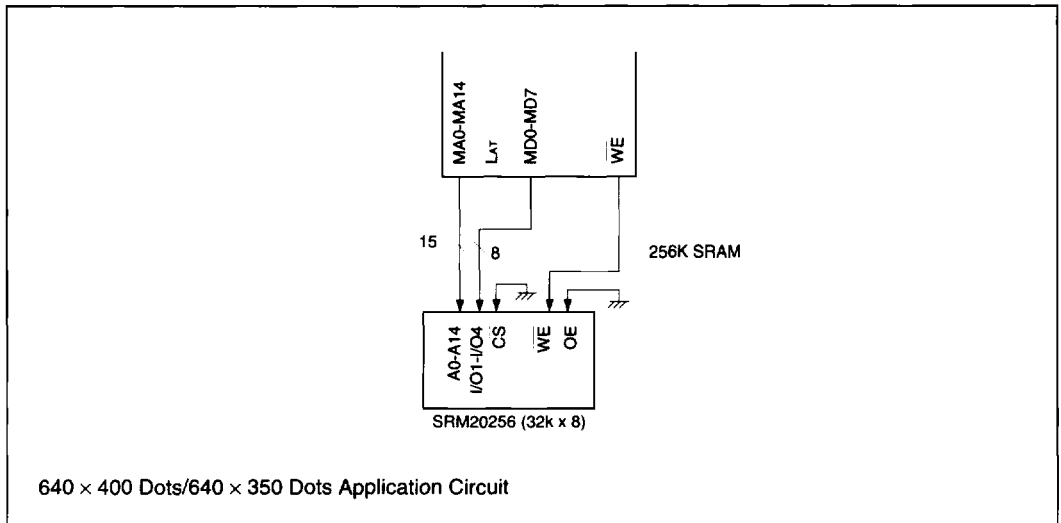 MA0-MA14
LAT
MD0-MD7
WE
15
8
256K SRAM
A0-A14
I/O1-I/O4
CS
WE
OE
SRM20256 (32k x 8)
640 × 400 Dots/640 × 350 Dots Application Circuit